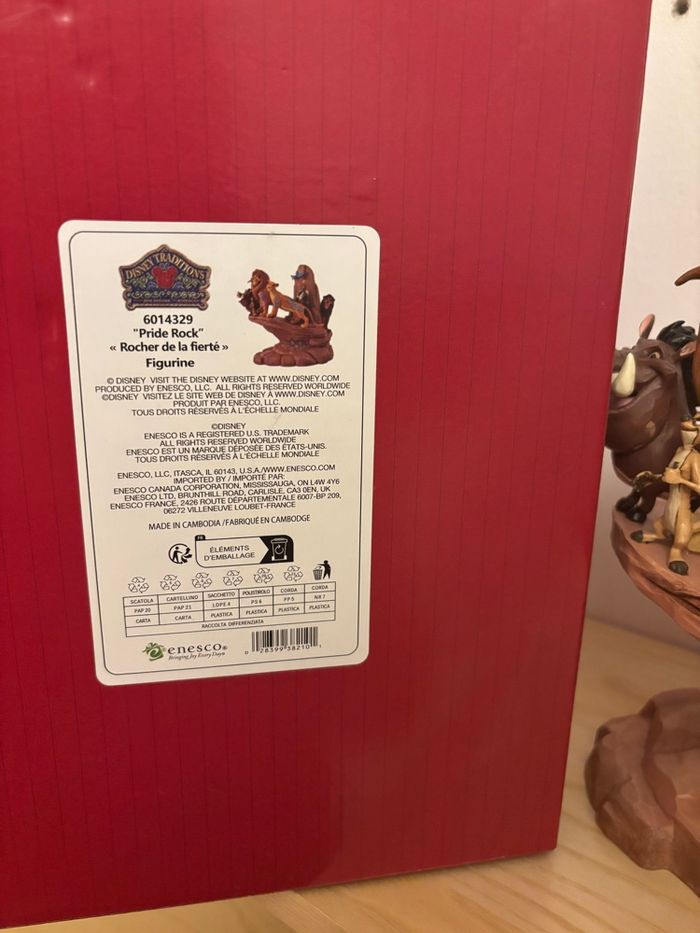 DISNEY TRADITIONS
6014329
"Pride Rock"
« Rocher de la fierté »
Figurine
© DISNEY VISIT THE DISNEY WEBSITE AT WWW.DISNEY.COM
PRODUCED BY ENESCO, LLC. ALL RIGHTS RESERVED WORLDWIDE
©DISNEY VISITEZ LE SITE WEB DE DISNEY À WWW.DISNEY.COM
PRODUIT PAR ENESCO, LLC.
TOUS DROITS RÉSERVÉS À L'ÉCHELLE MONDIALE
©DISNEY
ENESCO IS A REGISTERED U.S. TRADEMARK
ALL RIGHTS RESERVED WORLDWIDE
ENESCO EST UN MARQUE DÉPOSÉE DES ÉTATS-UNIS.
TOUS DROITS RÉSERVÉS À L'ÉCHELLE MONDIALE
ENESCO, LLC, ITASCA, IL 60143, U.S.A./WWW.ENESCO.COM
IMPORTED BY / IMPORTÉ PAR:
ENESCO CANADA CORPORATION, MISSISSAUGA, ON L4W 4Y6
ENESCO LTD, BRUNTHILL ROAD, CARLISLE, CA3 0EN, UK
ENESCO FRANCE, 2426 ROUTE DÉPARTEMENTALE 6007-BP 209,
06272 VILLENEUVE LOUBET-FRANCE
MADE IN CAMBODIA /FABRIQUÉ EN CAMBODGE
FR
ÉLÉMENTS
D'EMBALLAGE
SCATOLA CARTELLINO SACCHETTO POLISTIROLO CORDA CORDA
PAP 20 PAP 21 LDPE 4 PS 6 PP 5
CARTA CARTA PLASTICA PLASTICA PLASTICA PLASTICA
RACCOLTA DIFFERENZIATA
enesco®
Bringing Joy Every Day®
0 28399 38210 1